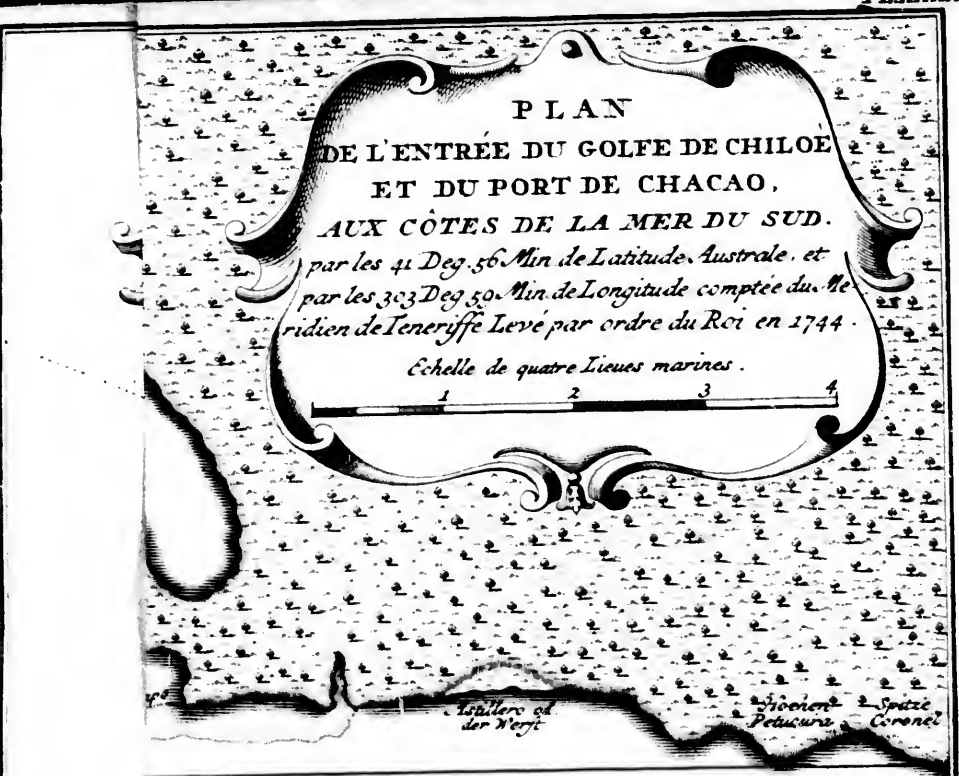 PLAN
DE L'ENTRÉE DU GOLFE DE CHILOÈ
ET DU PORT DE CHACAO,
AUX CÔTES DE LA MER DU SUD.
par les 41 Deg. 56 Min de Latitude Australe, et
par les 303 Deg 50 Min. de Longitude comptée du Me-
ridien de Teneriffe Levé par ordre du Roi en 1744.
Echelle de quatre Lieues marines.
1 2 3 4
Astillero od
der Werft
Spitze
Petucura Coronel